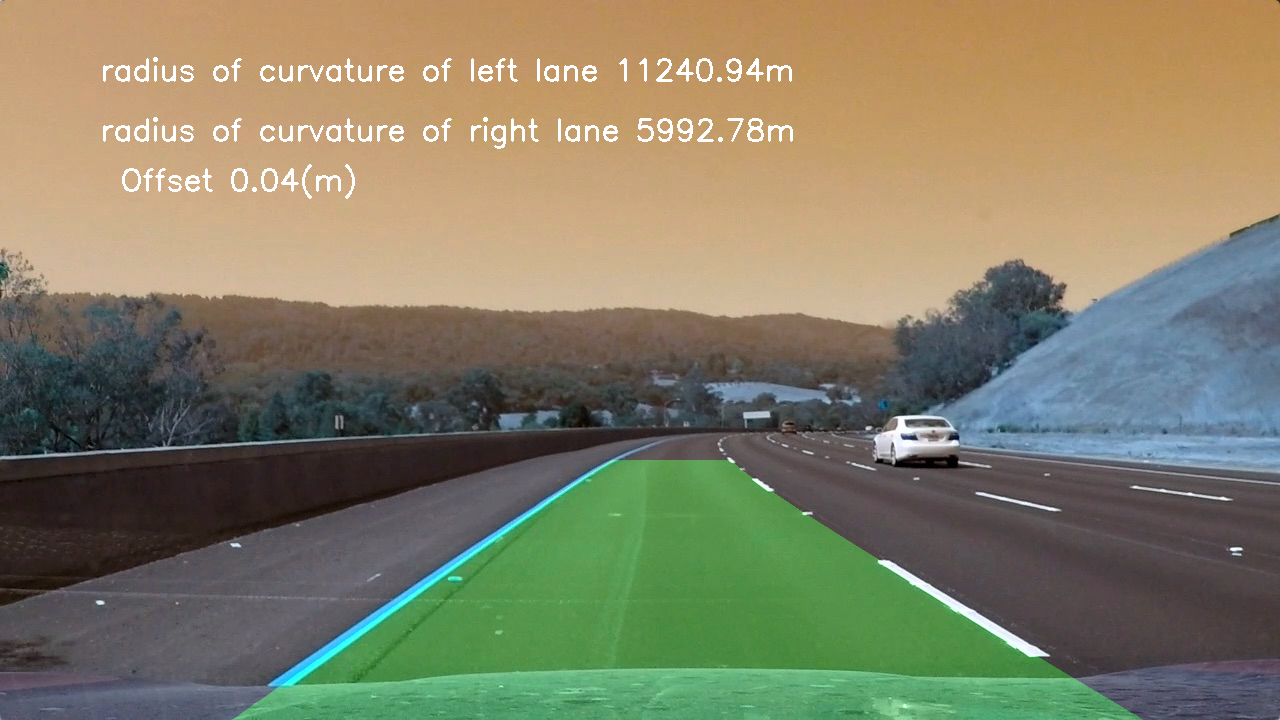 radius of curvature of left lane 11240.94m
radius of curvature of right lane 5992.78m
Offset 0.04(m)